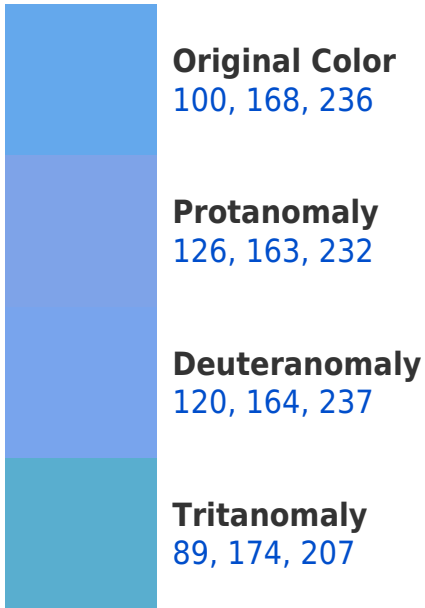 Original Color
100, 168, 236
Protanomaly
126, 163, 232
Deuteranomaly
120, 164, 237
Tritanomaly
89, 174, 207